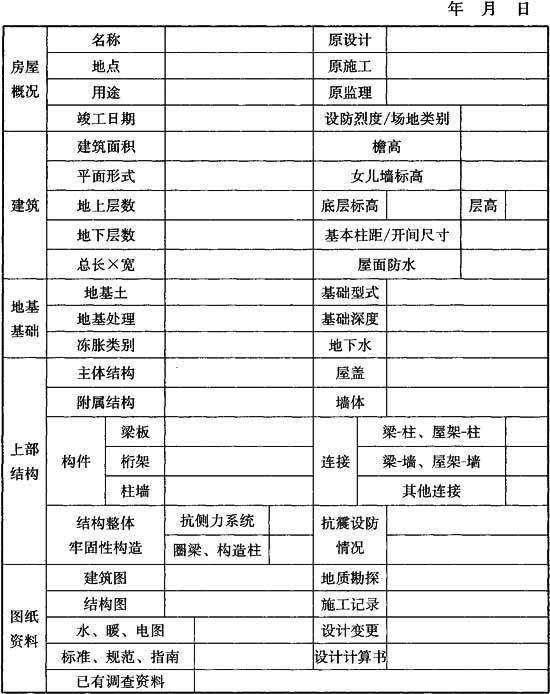 年 月 日
房屋概况
名称 原设计
地点 原施工
用途 原监理
竣工日期 设防烈度/场地类别
建筑
建筑面积 檐高
平面形式 女儿墙标高
地上层数 底层标高 层高
地下层数 基本柱距/开间尺寸
总长×宽 屋面防水
地基基础
地基土 基础型式
地基处理 基础深度
冻胀类别 地下水
上部结构
主体结构 屋盖
附属结构 墙体
构件 连接
梁板 梁-柱、屋架-柱
桁架 梁-墙、屋架-墙
柱墙 其他连接
结构整体牢固性构造
抗侧力系统
圈梁、构造柱
抗震设防情况
图纸资料
建筑图 地质勘探
结构图 施工记录
水、暖、电图 设计变更
标准、规范、指南 设计计算书
已有调查资料